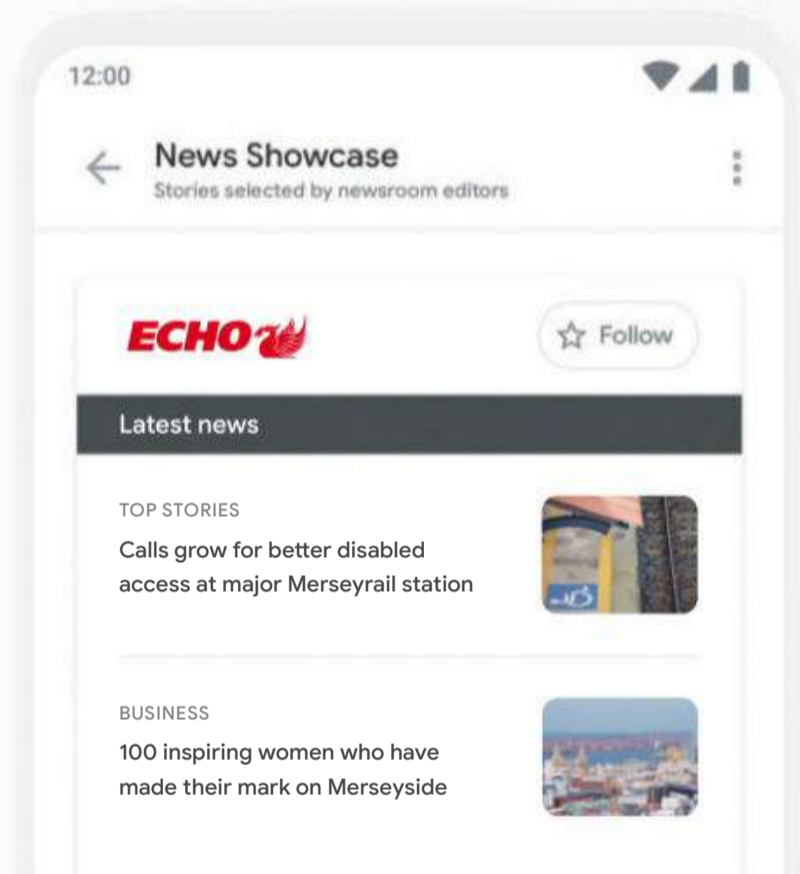 12:00
News Showcase
Stories selected by newsroom editors
ECHO
Follow
Latest news
TOP STORIES
Calls grow for better disabled
access at major Merseyrail station
BUSINESS
100 inspiring women who have
made their mark on Merseyside